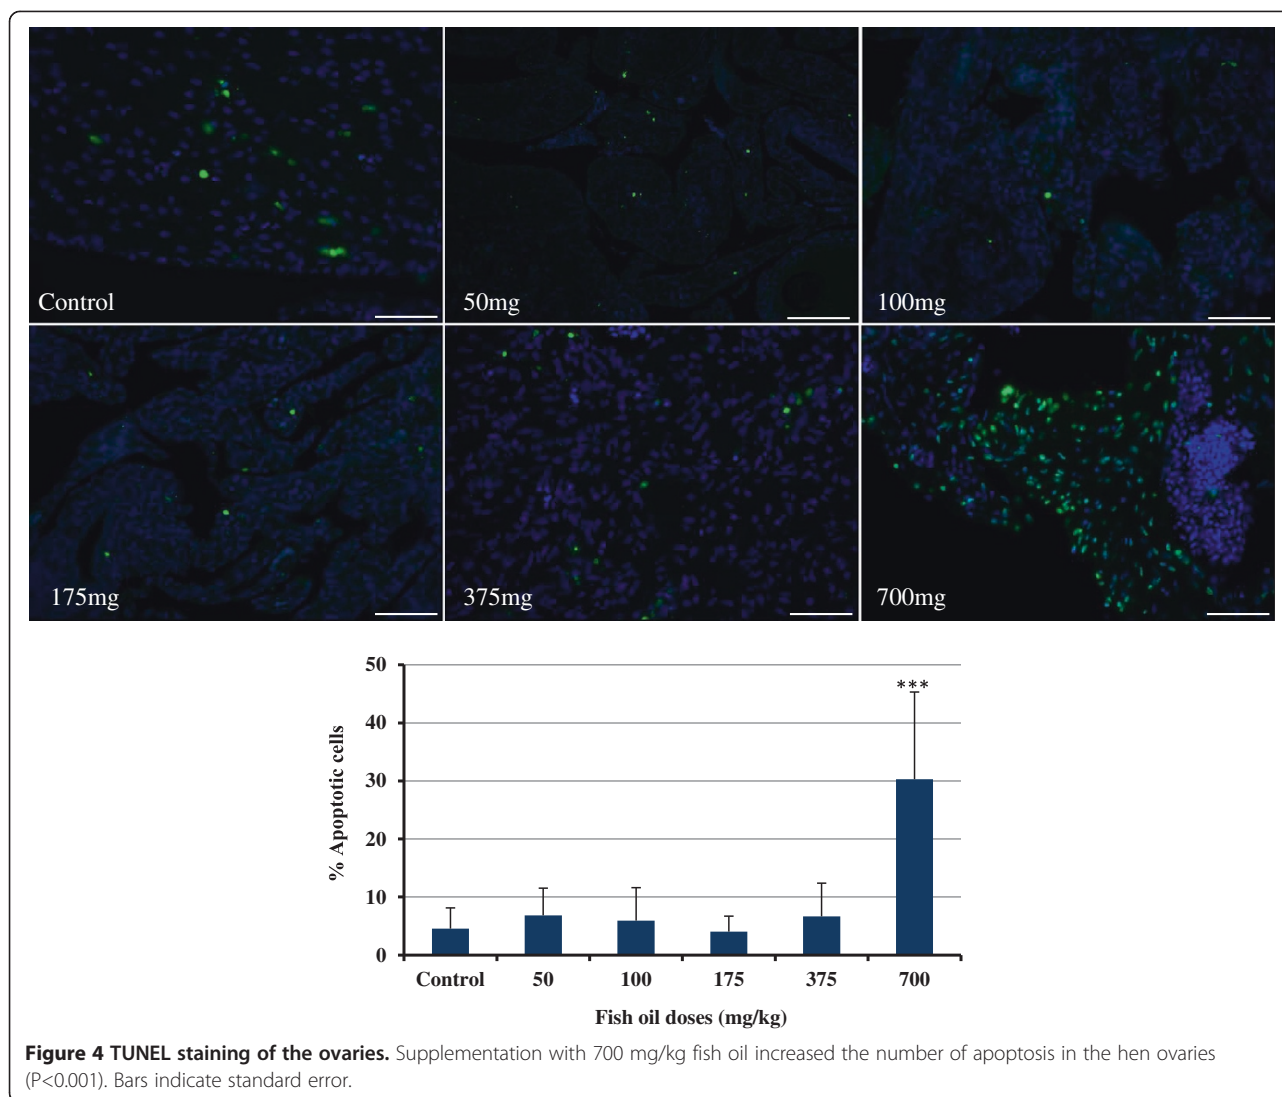 Control
50mg
100mg
175mg
375mg
700mg
50
40
30
20
10
0
% Apoptotic cells
***
Control 50 100 175 375 700
Fish oil doses (mg/kg)
Figure 4 TUNEL staining of the ovaries. Supplementation with 700 mg/kg fish oil increased the number of apoptosis in the hen ovaries
(P<0.001). Bars indicate standard error.